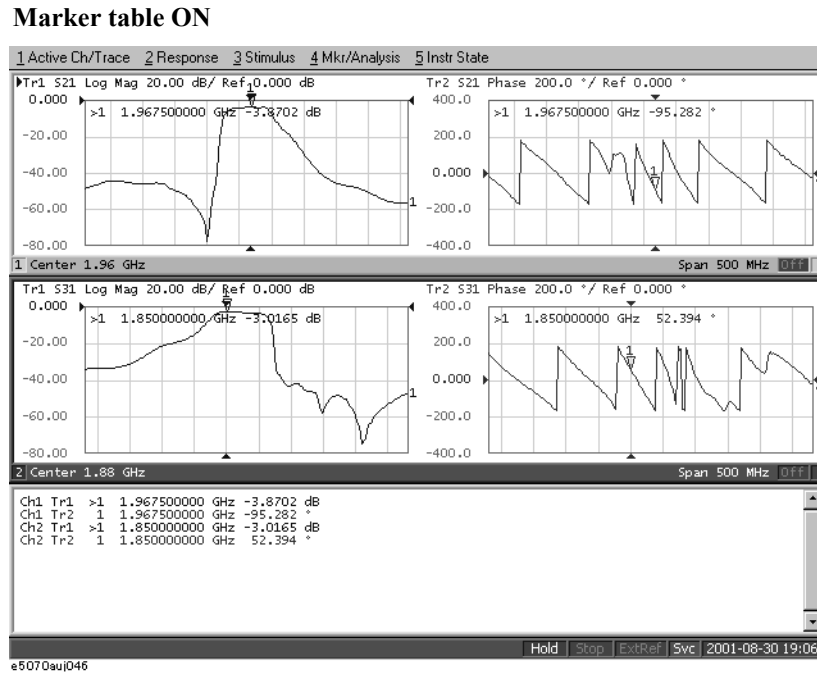 Marker table ON
1 Active Ch/Trace 2 Response 3 Stimulus 4 Mkr/Analysis 5 Instr State
Tr1 S21 Log Mag 20.00 dB/ Ref 0.000 dB
1
0.000
>1 1.967500000 GHz -3.8702 dB
-20.00
-40.00
-60.00
-80.00
1
Tr2 S21 Phase 200.0 °/ Ref 0.000 °
400.0
>1 1.967500000 GHz -95.282 °
200.0
0.000
-200.0
-400.0
1
1 Center 1.96 GHz Span 500 MHz Off
Tr1 S31 Log Mag 20.00 dB/ Ref 0.000 dB
1
0.000
>1 1.850000000 GHz -3.0165 dB
-20.00
-40.00
-60.00
-80.00
1
Tr2 S31 Phase 200.0 °/ Ref 0.000 °
400.0
>1 1.850000000 GHz 52.394 °
200.0
0.000
-200.0
-400.0
1
2 Center 1.88 GHz Span 500 MHz Off
Ch1 Tr1 >1 1.967500000 GHz -3.8702 dB
Ch1 Tr2 1 1.967500000 GHz -95.282 °
Ch2 Tr1 >1 1.850000000 GHz -3.0165 dB
Ch2 Tr2 1 1.850000000 GHz 52.394 °
Hold Stop ExtRef Svc 2001-08-30 19:06
e5070auj046